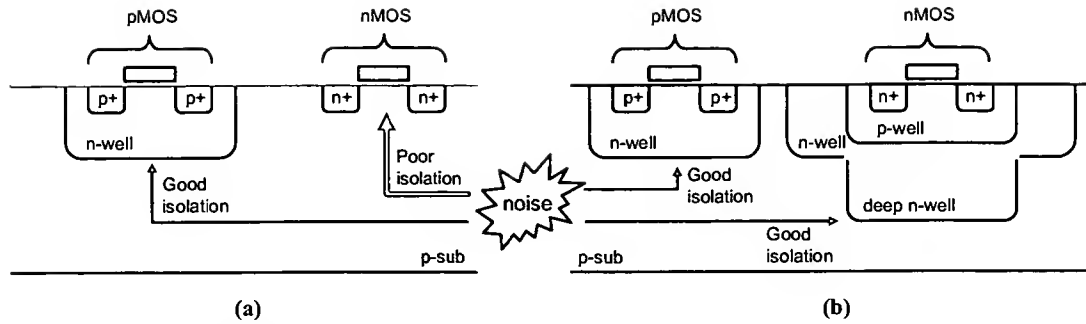 pMOS
nMOS
p+
p+
n+
n+
n-well
Good
isolation
Poor
isolation
p-sub
(a)
noise
pMOS
nMOS
p+
p+
n+
n+
n-well
n-well
p-well
Good
isolation
deep n-well
Good
isolation
p-sub
(b)